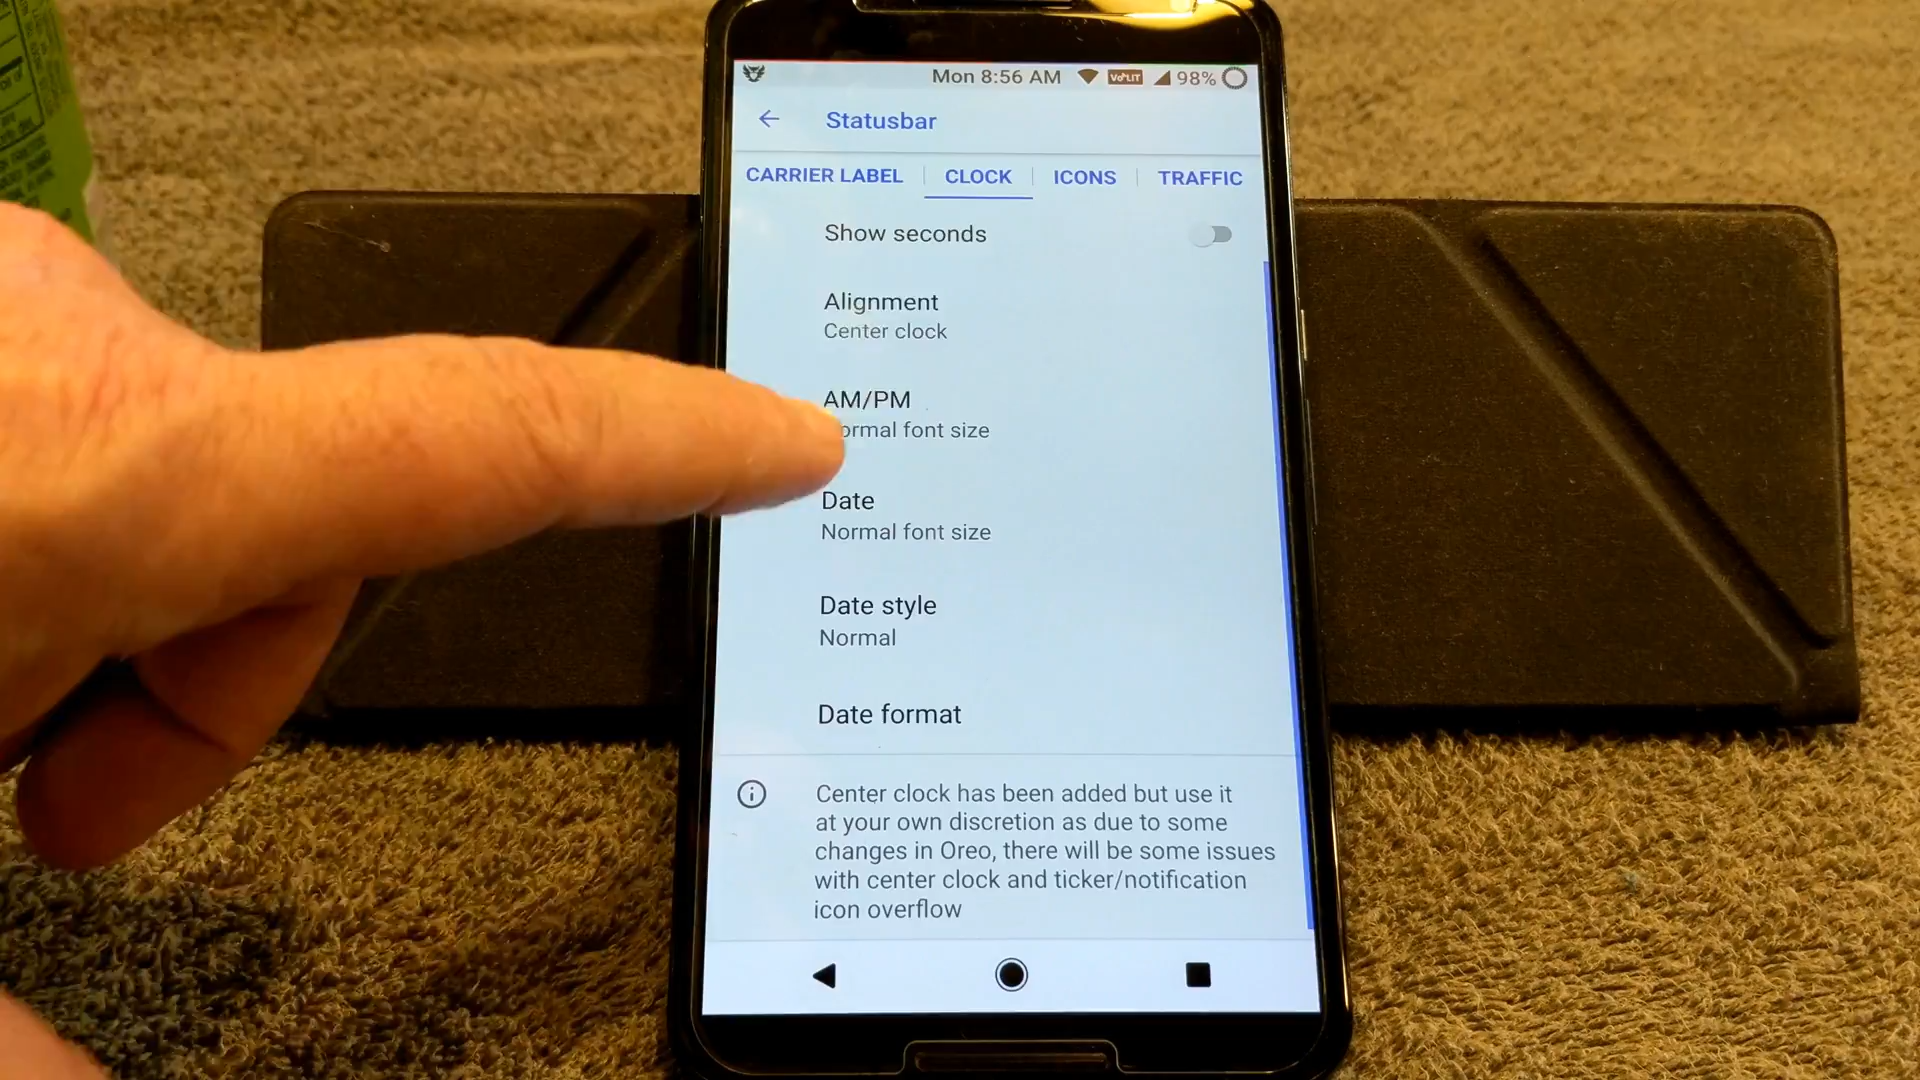 Mon 8:56 AM 98%
Statusbar
CARRIER LABEL CLOCK ICONS TRAFFIC
Show seconds
Alignment
Center clock
AM/PM
ormal font size
Date
Normal font size
Date style
Normal
Date format
Center clock has been added but use it
at your own discretion as due to some
changes in Oreo, there will be some issues
with center clock and ticker/notification
icon overflow